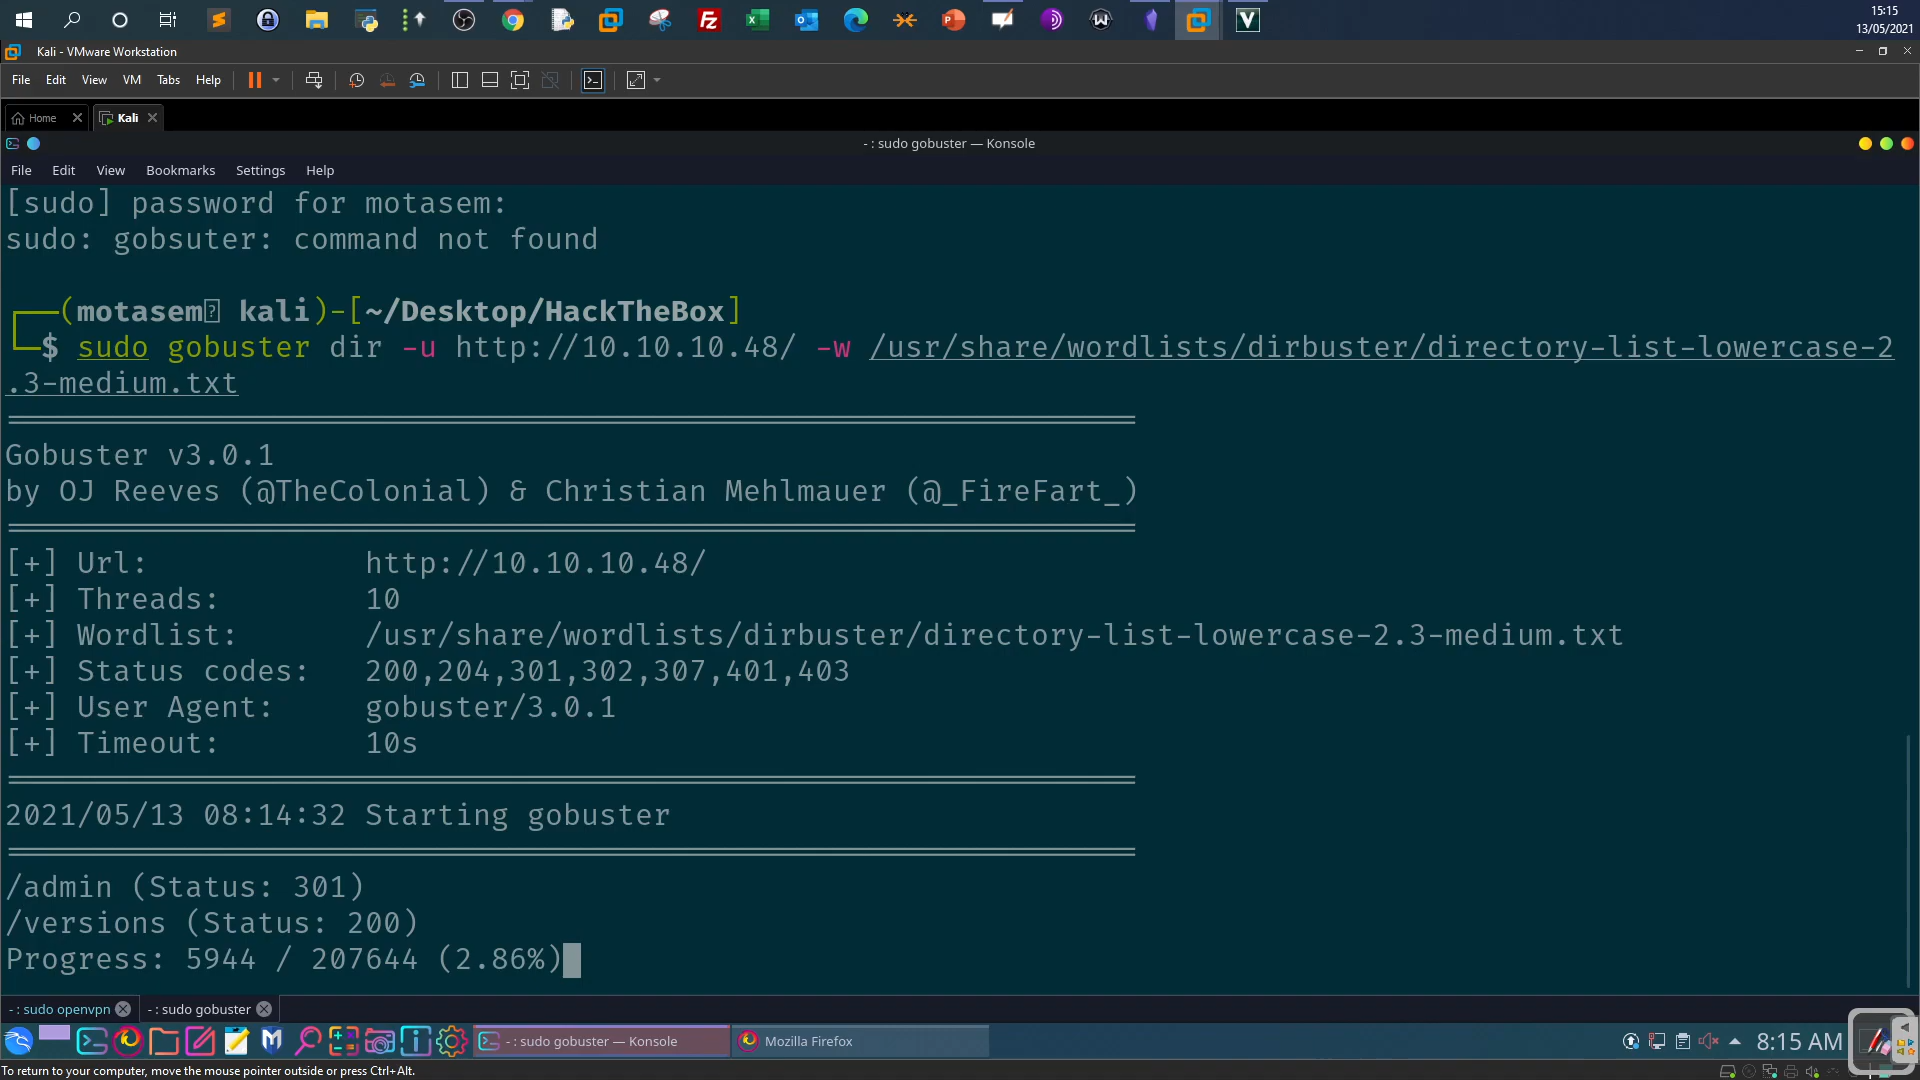 15:15
13/05/2021
Kali - VMware Workstation
File Edit View VM Tabs Help
Home Kali
- : sudo gobuster — Konsole
File Edit View Bookmarks Settings Help
[sudo] password for motasem:
sudo: gobsuter: command not found
┌──(motasem kali)-[~/Desktop/HackTheBox]
└─$ sudo gobuster dir -u http://10.10.10.48/ -w /usr/share/wordlists/dirbuster/directory-list-lowercase-2
.3-medium.txt
===============================================================
Gobuster v3.0.1
by OJ Reeves (@TheColonial) & Christian Mehlmauer (@_FireFart_)
===============================================================
[+] Url: http://10.10.10.48/
[+] Threads: 10
[+] Wordlist: /usr/share/wordlists/dirbuster/directory-list-lowercase-2.3-medium.txt
[+] Status codes: 200,204,301,302,307,401,403
[+] User Agent: gobuster/3.0.1
[+] Timeout: 10s
===============================================================
2021/05/13 08:14:32 Starting gobuster
===============================================================
/admin (Status: 301)
/versions (Status: 200)
Progress: 5944 / 207644 (2.86%)
- : sudo openvpn - : sudo gobuster
- : sudo gobuster — Konsole Mozilla Firefox 8:15 AM
To return to your computer, move the mouse pointer outside or press Ctrl+Alt.